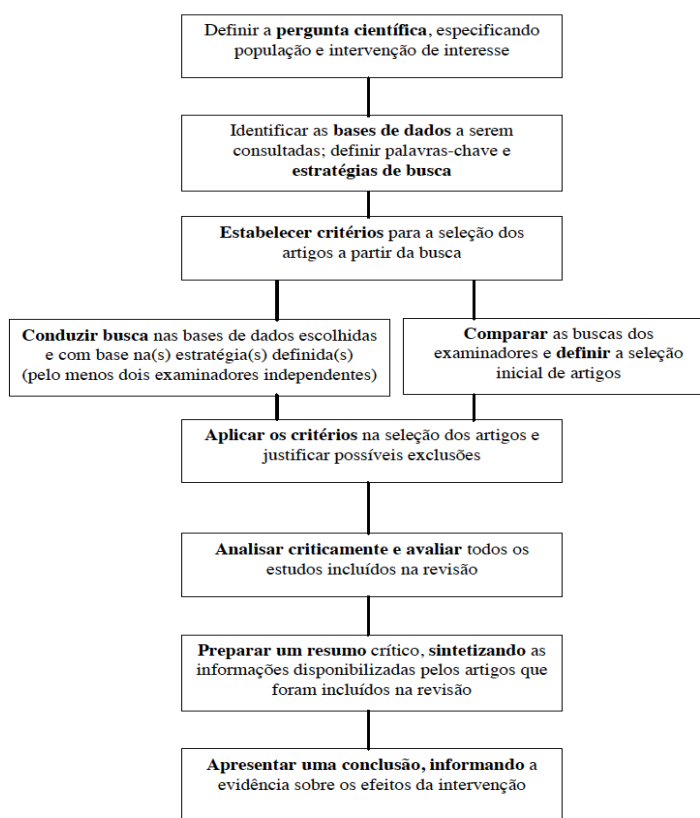 Definir a pergunta científica, especificando
população e intervenção de interesse
Identificar as bases de dados a serem
consultadas; definir palavras-chave e
estratégias de busca
Estabelecer critérios para a seleção dos
artigos a partir da busca
Conduzir busca nas bases de dados escolhidas
e com base na(s) estratégia(s) definida(s)
(pelo menos dois examinadores independentes)
Comparar as buscas dos
examinadores e definir a seleção
inicial de artigos
Aplicar os critérios na seleção dos artigos e
justificar possíveis exclusões
Analisar criticamente e avaliar todos os
estudos incluídos na revisão
Preparar um resumo crítico, sintetizando as
informações disponibilizadas pelos artigos que
foram incluídos na revisão
Apresentar uma conclusão, informando a
evidência sobre os efeitos da intervenção